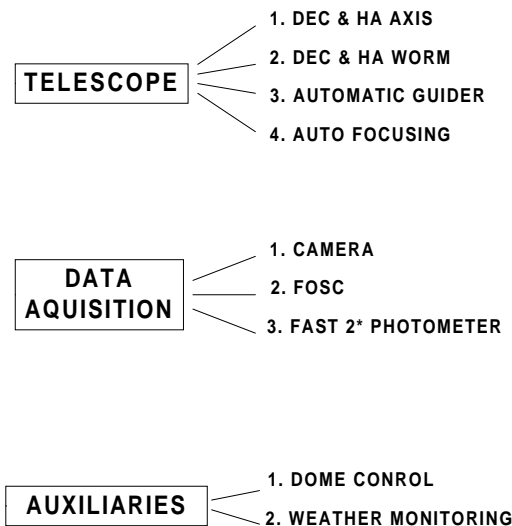 TELESCOPE
1. DEC & HA AXIS
2. DEC & HA WORM
3. AUTOMATIC GUIDER
4. AUTO FOCUSING
DATA
AQUISITION
1. CAMERA
2. FOSC
3. FAST 2* PHOTOMETER
AUXILIARIES
1. DOME CONROL
2. WEATHER MONITORING